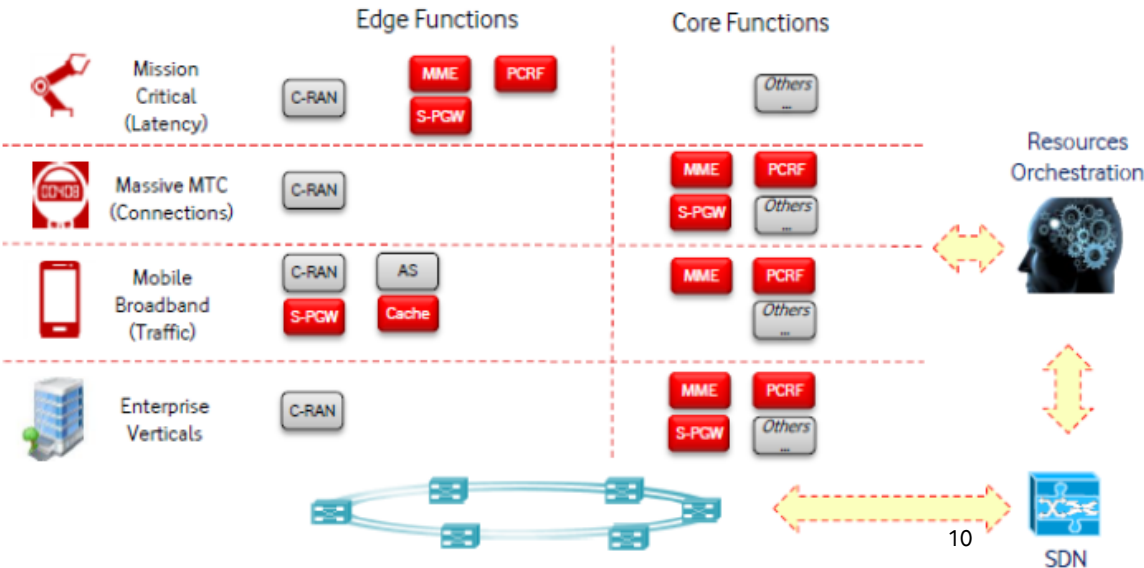 Edge Functions
Core Functions
Mission
Critical
(Latency)
C-RAN
MME
PCRF
S-PGW
Others
...
Massive MTC
(Connections)
C-RAN
MME
PCRF
S-PGW
Others
...
Mobile
Broadband
(Traffic)
C-RAN
AS
S-PGW
Cache
MME
PCRF
Others
...
Enterprise
Verticals
C-RAN
MME
PCRF
S-PGW
Others
...
Resources
Orchestration
10
SDN